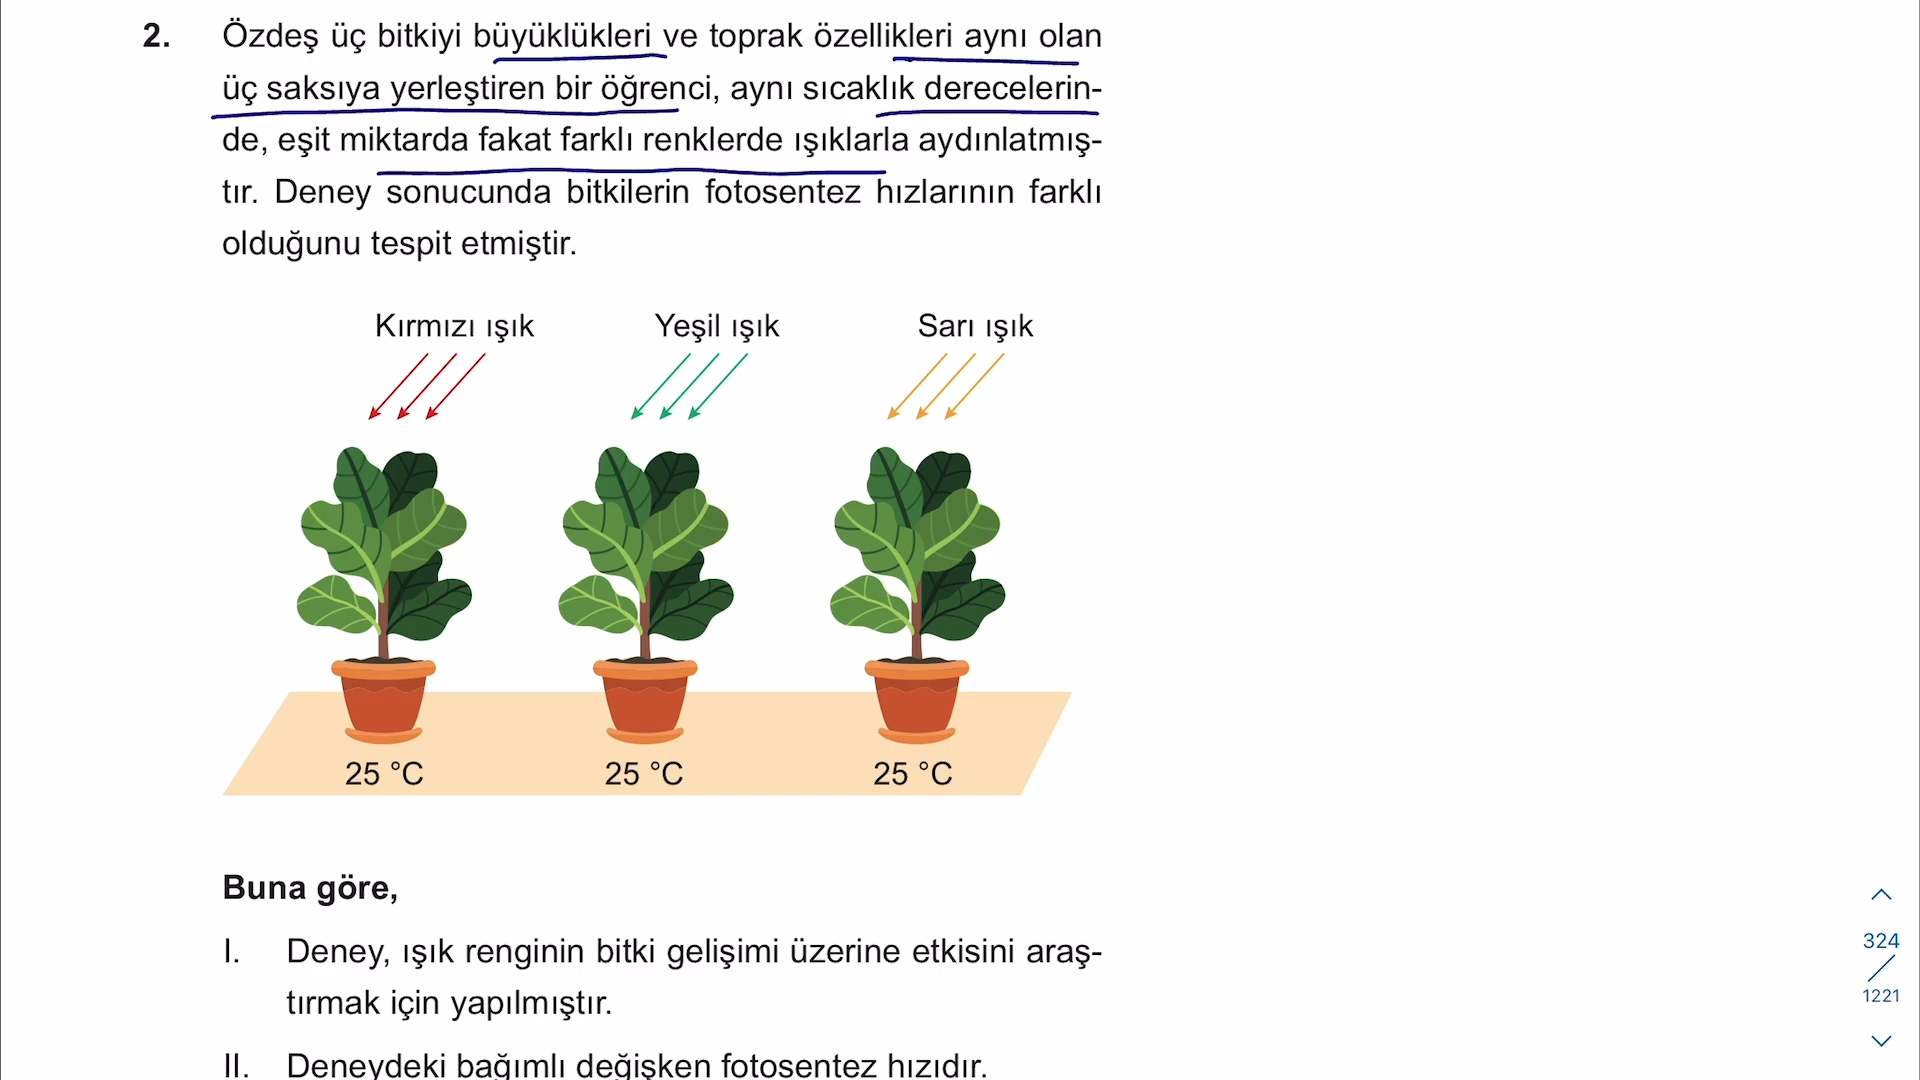 2. Özdeş üç bitkiyi büyüklükleri ve toprak özellikleri aynı olan
üç saksıya yerleştiren bir öğrenci, aynı sıcaklık derecelerin-
de, eşit miktarda fakat farklı renklerde ışıklarla aydınlatmış-
tır. Deney sonucunda bitkilerin fotosentez hızlarının farklı
olduğunu tespit etmiştir.
Kırmızı ışık
Yeşil ışık
Sarı ışık
25 °C
25 °C
25 °C
Buna göre,
I. Deney, ışık renginin bitki gelişimi üzerine etkisini araş-
tırmak için yapılmıştır.
II. Deneydeki bağımlı değişken fotosentez hızıdır.
324
1221